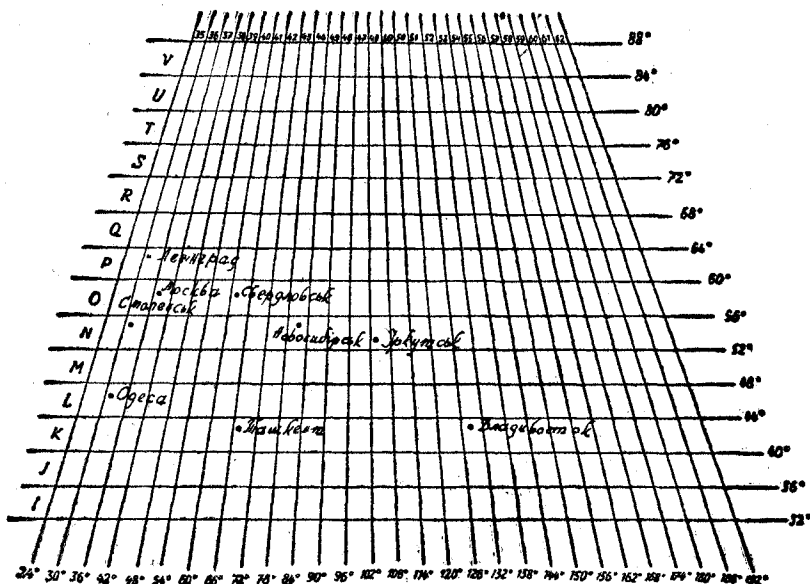 35 36 37 38 39 40 41 42 43 44 45 46 47 48 49 50 51 52 53 54 55 56 57 58 59 60 61 62
88°
V
84°
U
80°
T
76°
S
72°
R
68°
Q
64°
P Ленінград
60°
O Москва Свердловськ
Смоленськ
56°
N Новосибірськ Іркутськ
52°
M
48°
L Одеса
44°
K Ташкент Владивосток
40°
J
36°
I
32°
24° 30° 36° 42° 48° 54° 60° 66° 72° 78° 84° 90° 96° 102° 108° 114° 120° 126° 132° 138° 144° 150° 156° 162° 168° 174° 180° 188° 182°